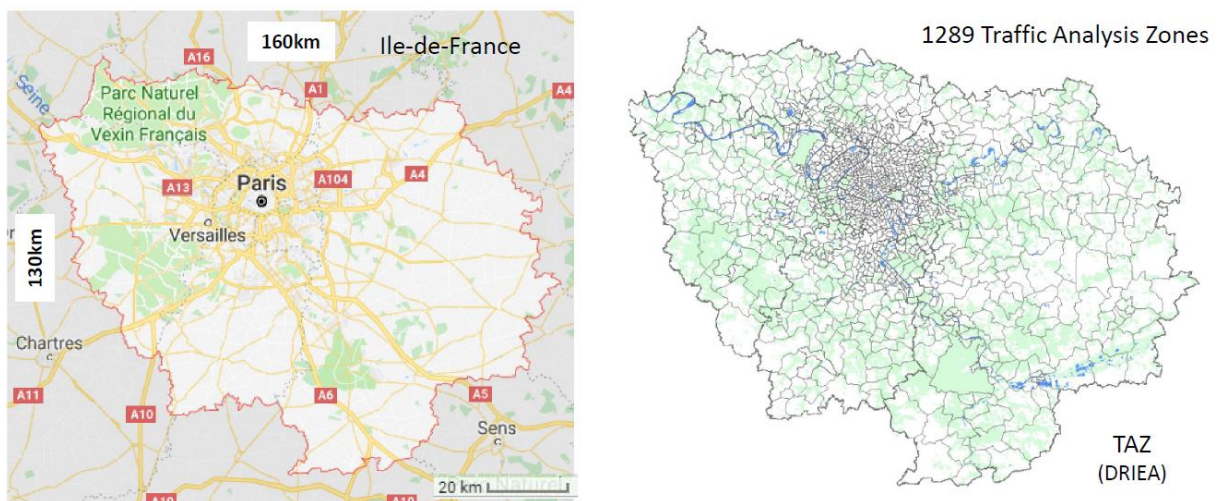 160km
Ile-de-France
A16
A1
A4
Seine
Parc Naturel
Régional du
Vexin Français
A13
Paris
A104
A4
Versailles
130km
Chartres
A11
A10
A6
A5
Sens
20 km
1289 Traffic Analysis Zones
TAZ
(DRIEA)